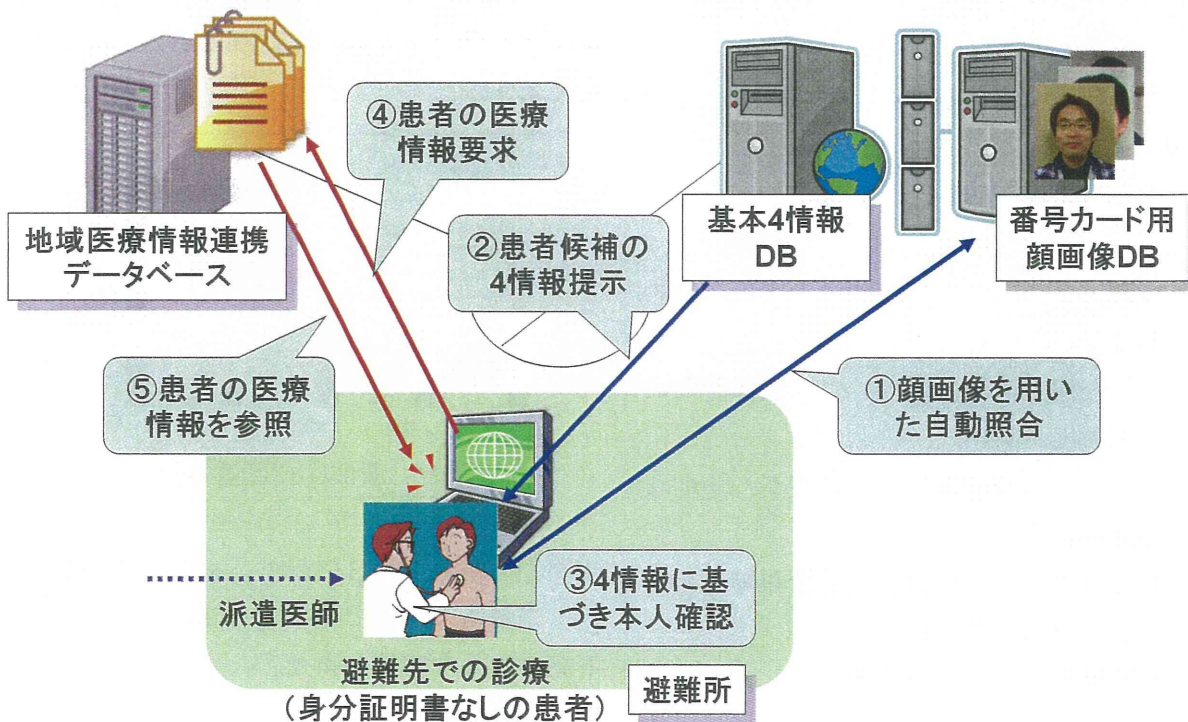 ④患者の医療
情報要求
地域医療情報連携
データベース
②患者候補の
4情報提示
基本4情報
DB
番号カード用
顔画像DB
⑤患者の医療
情報を参照
①顔画像を用い
た自動照合
③4情報に基
づき本人確認
派遣医師
避難先での診療
(身分証明書なしの患者)
避難所